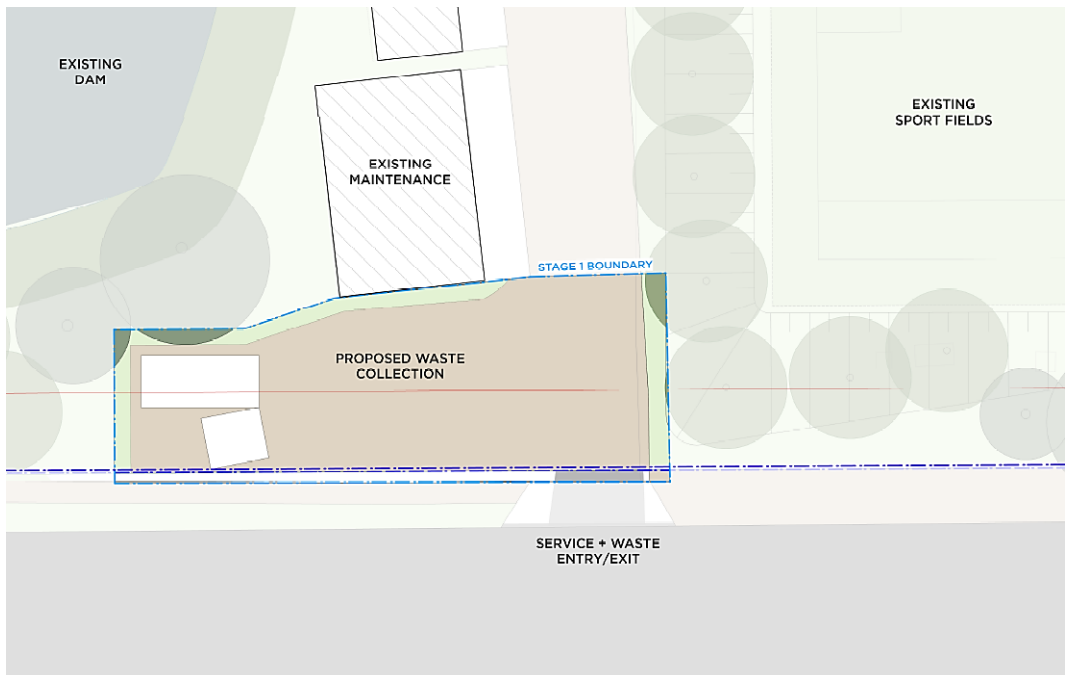 EXISTING
DAM
EXISTING
SPORT FIELDS
EXISTING
MAINTENANCE
STAGE 1 BOUNDARY
PROPOSED WASTE
COLLECTION
SERVICE + WASTE
ENTRY/EXIT